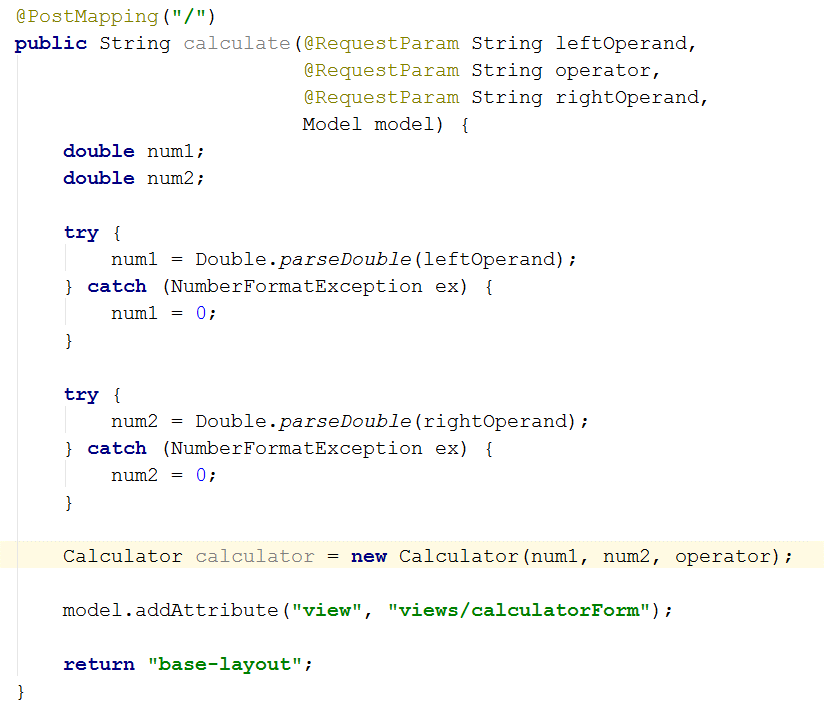 @PostMapping("/")
public String calculate(@RequestParam String leftOperand,
                        @RequestParam String operator,
                        @RequestParam String rightOperand,
                        Model model) {
    double num1;
    double num2;

    try {
        num1 = Double.parseDouble(leftOperand);
    } catch (NumberFormatException ex) {
        num1 = 0;
    }

    try {
        num2 = Double.parseDouble(rightOperand);
    } catch (NumberFormatException ex) {
        num2 = 0;
    }

    Calculator calculator = new Calculator(num1, num2, operator);

    model.addAttribute("view", "views/calculatorForm");

    return "base-layout";
}